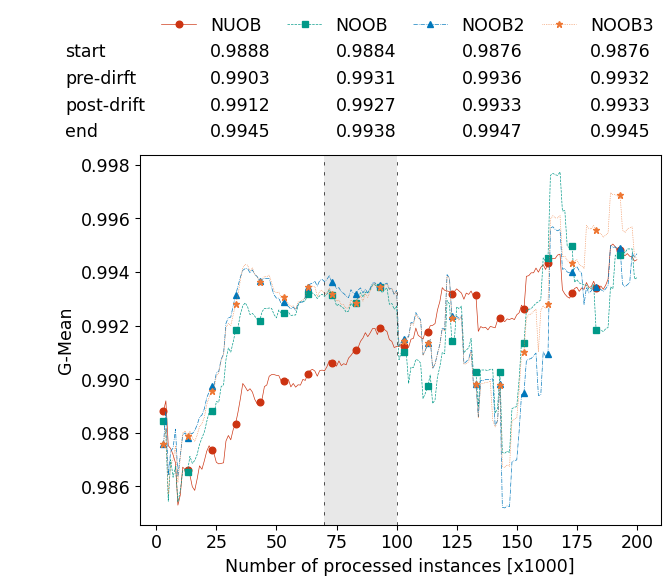 NUOB NOOB NOOB2 NOOB3
start 0.9888 0.9884 0.9876 0.9876
pre-dirft 0.9903 0.9931 0.9936 0.9932
post-drift 0.9912 0.9927 0.9933 0.9933
end 0.9945 0.9938 0.9947 0.9945
0.998
0.996
0.994
0.992
0.990
0.988
0.986
G-Mean
0 25 50 75 100 125 150 175 200
Number of processed instances [x1000]